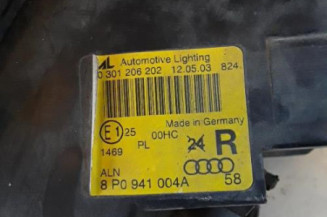 AL Automotive Lighting
0 301 206 202 12.05.03 824
Made in Germany
E1 25 00HC 24 R
1469 PL
ALN
8 P0 941 004A 58